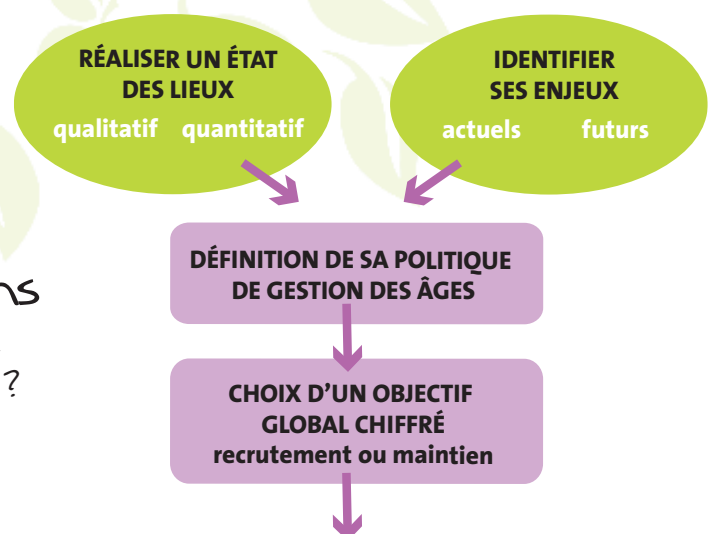 RÉALISER UN ÉTAT
DES LIEUX
qualitatif quantitatif
IDENTIFIER
SES ENJEUX
actuels futurs
DÉFINITION DE SA POLITIQUE
DE GESTION DES ÂGES
?
CHOIX D'UN OBJECTIF
GLOBAL CHIFFRÉ
recrutement ou maintien